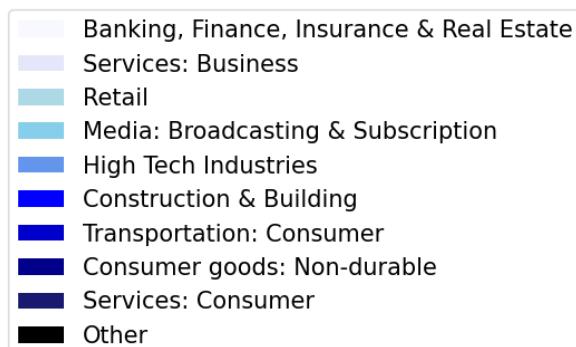 Banking, Finance, Insurance & Real Estate
Services: Business
Retail
Media: Broadcasting & Subscription
High Tech Industries
Construction & Building
Transportation: Consumer
Consumer goods: Non-durable
Services: Consumer
Other